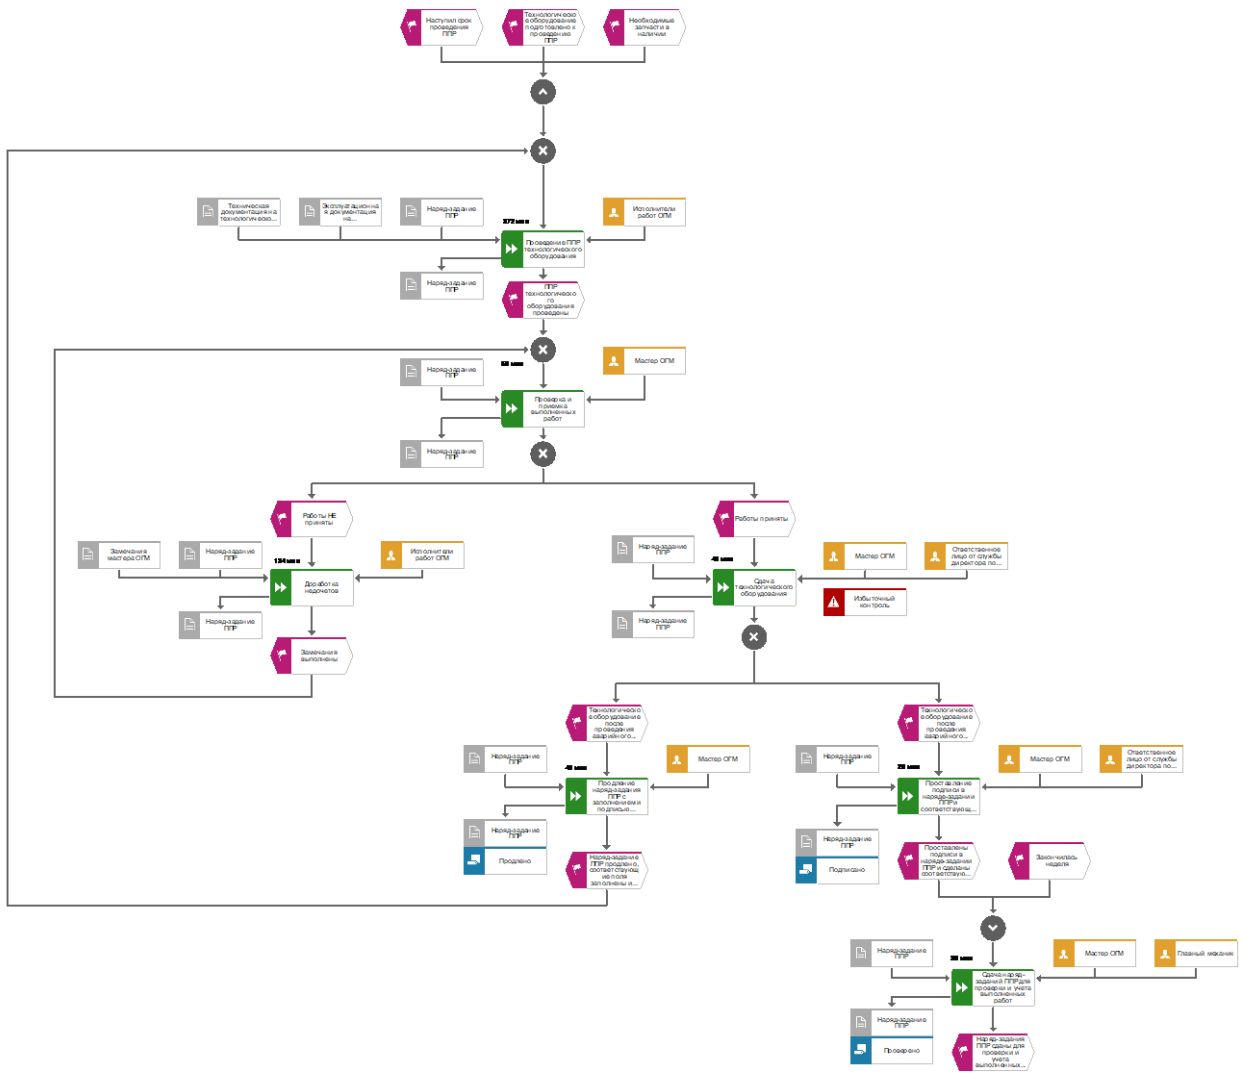 Наступил срок
проведения
ППР
Технологическо
е оборудование
подготовлено к
проведению
ППР
Необходимые
запчасти в
наличии
Техническая
документация на
технологическо...
Эксплуатационна
я документация
на...
Наряд-задание
ППР
Исполнители
работ ОГМ
372 мин
Проведение ППР
технологического
оборудования
Наряд-задание
ППР
ППР
технологическо
го
оборудования
проведены
Наряд-задание
ППР
Мастер ОГМ
Проверка и
приемка
выполненных
работ
Наряд-задание
ППР
Работы НЕ
приняты
Работы приняты
Замечания
мастера ОГМ
Наряд-задание
ППР
Исполнители
работ ОГМ
134 мин
Доработка
недочетов
Наряд-задание
ППР
Замечания
выполнены
Наряд-задание
ППР
Мастер ОГМ
Ответственное
лицо от службы
директора по...
Сдача
технологического
оборудования
Избыточный
контроль
Наряд-задание
ППР
Технологическо
е оборудование
после
проведения
аварийного...
Технологическо
е оборудование
после
проведения
аварийного...
Наряд-задание
ППР
Мастер ОГМ
Продление
наряд-задания
ППР с
заполнением и
подписью...
Наряд-задание
ППР
Продлено
Наряд-задание
ППР продлено,
соответствующ
ие поля
заполнены и...
Наряд-задание
ППР
Мастер ОГМ
Ответственное
лицо от службы
директора по...
Проставление
подписи в
наряде-задании
ППР и
соответствующ...
Наряд-задание
ППР
Подписано
Проставлены
подписи в
наряде-задании
ППР и сделаны
соответствую...
Закончилась
неделя
Наряд-задание
ППР
Мастер ОГМ
Главный механик
Сдача наряд-
заданий ППР для
проверки и учета
выполненных
работ
Наряд-задание
ППР
Проверено
Наряд-задания
ППР сданы для
проверки и
учета
выполненных...